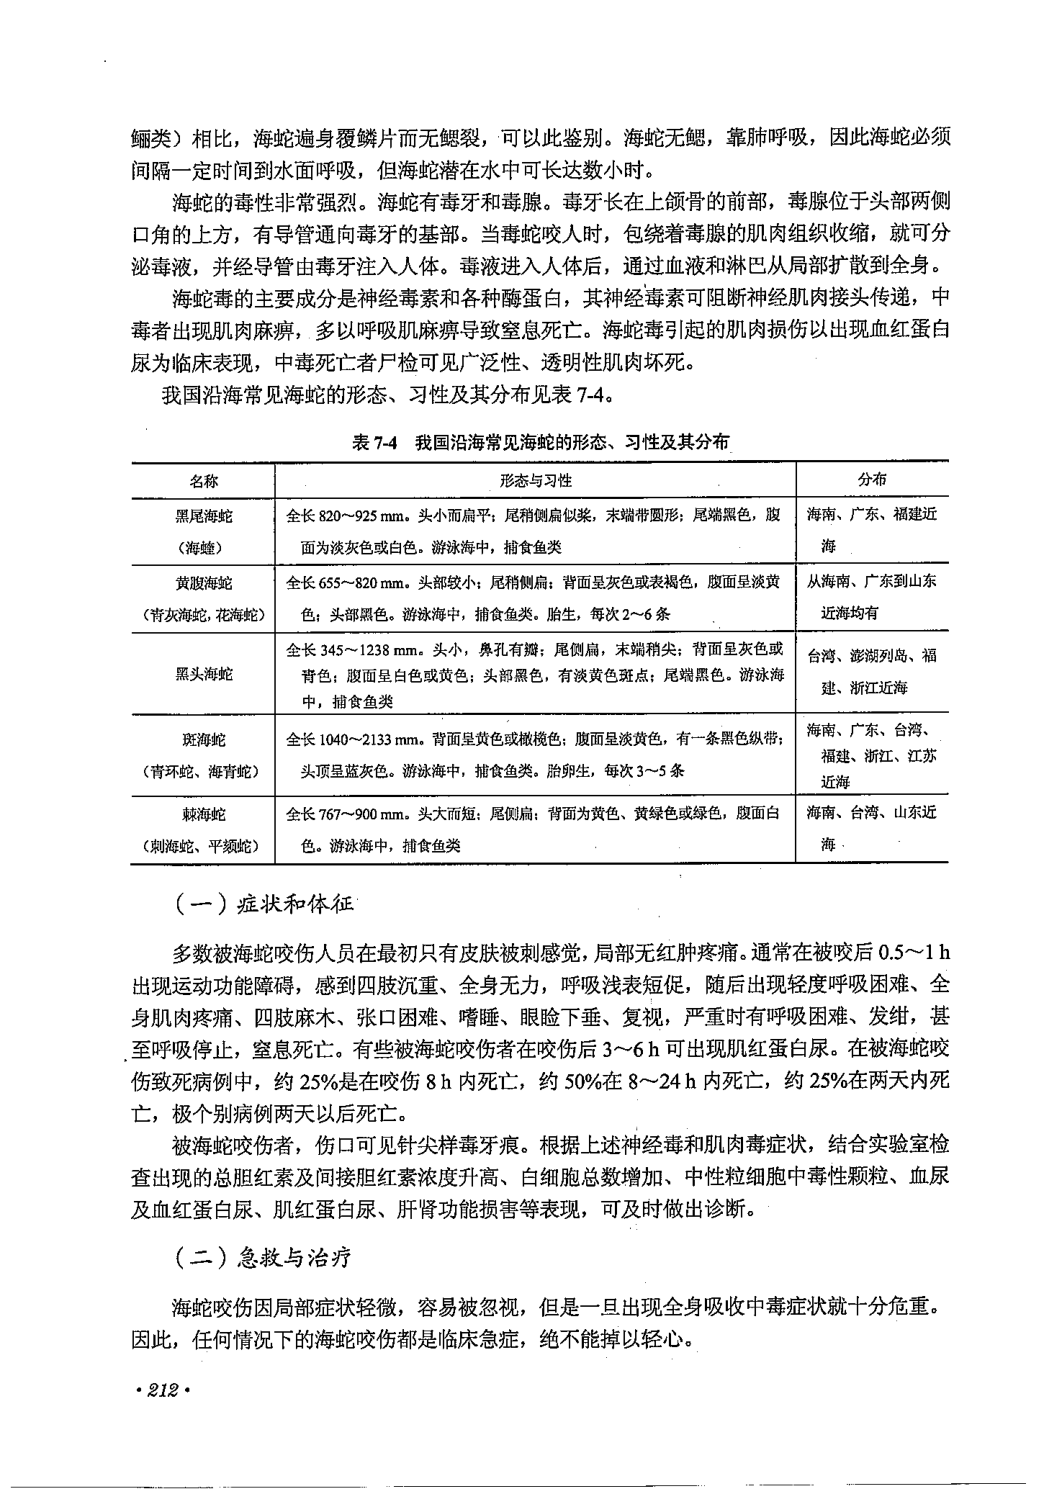 鲡类）相比，海蛇遍身覆鳞片而无鳃裂，可以此鉴别。海蛇无鳃，靠肺呼吸，因此海蛇必须
间隔一定时间到水面呼吸，但海蛇潜在水中可长达数小时。
海蛇的毒性非常强烈。海蛇有毒牙和毒腺。毒牙长在上颌骨的前部，毒腺位于头部两侧
口角的上方，有导管通向毒牙的基部。当毒蛇咬人时，包绕着毒腺的肌肉组织收缩，就可分
泌毒液，并经导管由毒牙注入人体。毒液进入人体后，通过血液和淋巴从局部扩散到全身。
海蛇毒的主要成分是神经毒素和各种酶蛋白，其神经毒素可阻断神经肌肉接头传递，中
毒者出现肌肉麻痹，多以呼吸肌麻痹导致窒息死亡。海蛇毒引起的肌肉损伤以出现血红蛋白
尿为临床表现，中毒死亡者尸检可见广泛性、透明性肌肉坏死。
我国沿海常见海蛇的形态、习性及其分布见表 7-4。
表 7-4 我国沿海常见海蛇的形态、习性及其分布
名称 形态与习性 分布
黑尾海蛇
（海蝰）
全长 820～925 mm。头小而扁平；尾稍侧扁似桨，末端带圆形；尾端黑色，腹
面为淡灰色或白色。游泳海中，捕食鱼类
海南、广东、福建近
海
黄腹海蛇
（青灰海蛇，花海蛇）
全长 655～820 mm。头部较小；尾稍侧扁；背面呈灰色或表褐色，腹面呈淡黄
色；头部黑色。游泳海中，捕食鱼类。胎生，每次 2～6 条
从海南、广东到山东
近海均有
黑头海蛇
全长 345～1238 mm。头小，鼻孔有瓣；尾侧扁，末端稍尖；背面呈灰色或
青色；腹面呈白色或黄色；头部黑色，有淡黄色斑点；尾端黑色。游泳海
中，捕食鱼类
台湾、澎湖列岛、福
建、浙江近海
斑海蛇
（青环蛇、海青蛇）
全长 1040～2133 mm。背面呈黄色或橄榄色；腹面呈淡黄色，有一条黑色纵带；
头顶呈蓝灰色。游泳海中，捕食鱼类。胎卵生，每次 3～5 条
海南、广东、台湾、
福建、浙江、江苏
近海
棘海蛇
（刺海蛇、平颏蛇）
全长 767～900 mm。头大而短；尾侧扁；背面为黄色、黄绿色或绿色，腹面白
色。游泳海中，捕食鱼类
海南、台湾、山东近
海
（一）症状和体征
多数被海蛇咬伤人员在最初只有皮肤被刺感觉，局部无红肿疼痛。通常在被咬后 0.5～1 h
出现运动功能障碍，感到四肢沉重、全身无力，呼吸浅表短促，随后出现轻度呼吸困难、全
身肌肉疼痛、四肢麻木、张口困难、嗜睡、眼睑下垂、复视，严重时有呼吸困难、发绀，甚
至呼吸停止，窒息死亡。有些被海蛇咬伤者在咬伤后 3～6 h 可出现肌红蛋白尿。在被海蛇咬
伤致死病例中，约 25%是在咬伤 8 h 内死亡，约 50%在 8～24 h 内死亡，约 25%在两天内死
亡，极个别病例两天以后死亡。
被海蛇咬伤者，伤口可见针尖样毒牙痕。根据上述神经毒和肌肉毒症状，结合实验室检
查出现的总胆红素及间接胆红素浓度升高、白细胞总数增加、中性粒细胞中毒性颗粒、血尿
及血红蛋白尿、肌红蛋白尿、肝肾功能损害等表现，可及时做出诊断。
（二）急救与治疗
海蛇咬伤因局部症状轻微，容易被忽视，但是一旦出现全身吸收中毒症状就十分危重。
因此，任何情况下的海蛇咬伤都是临床急症，绝不能掉以轻心。
·212·